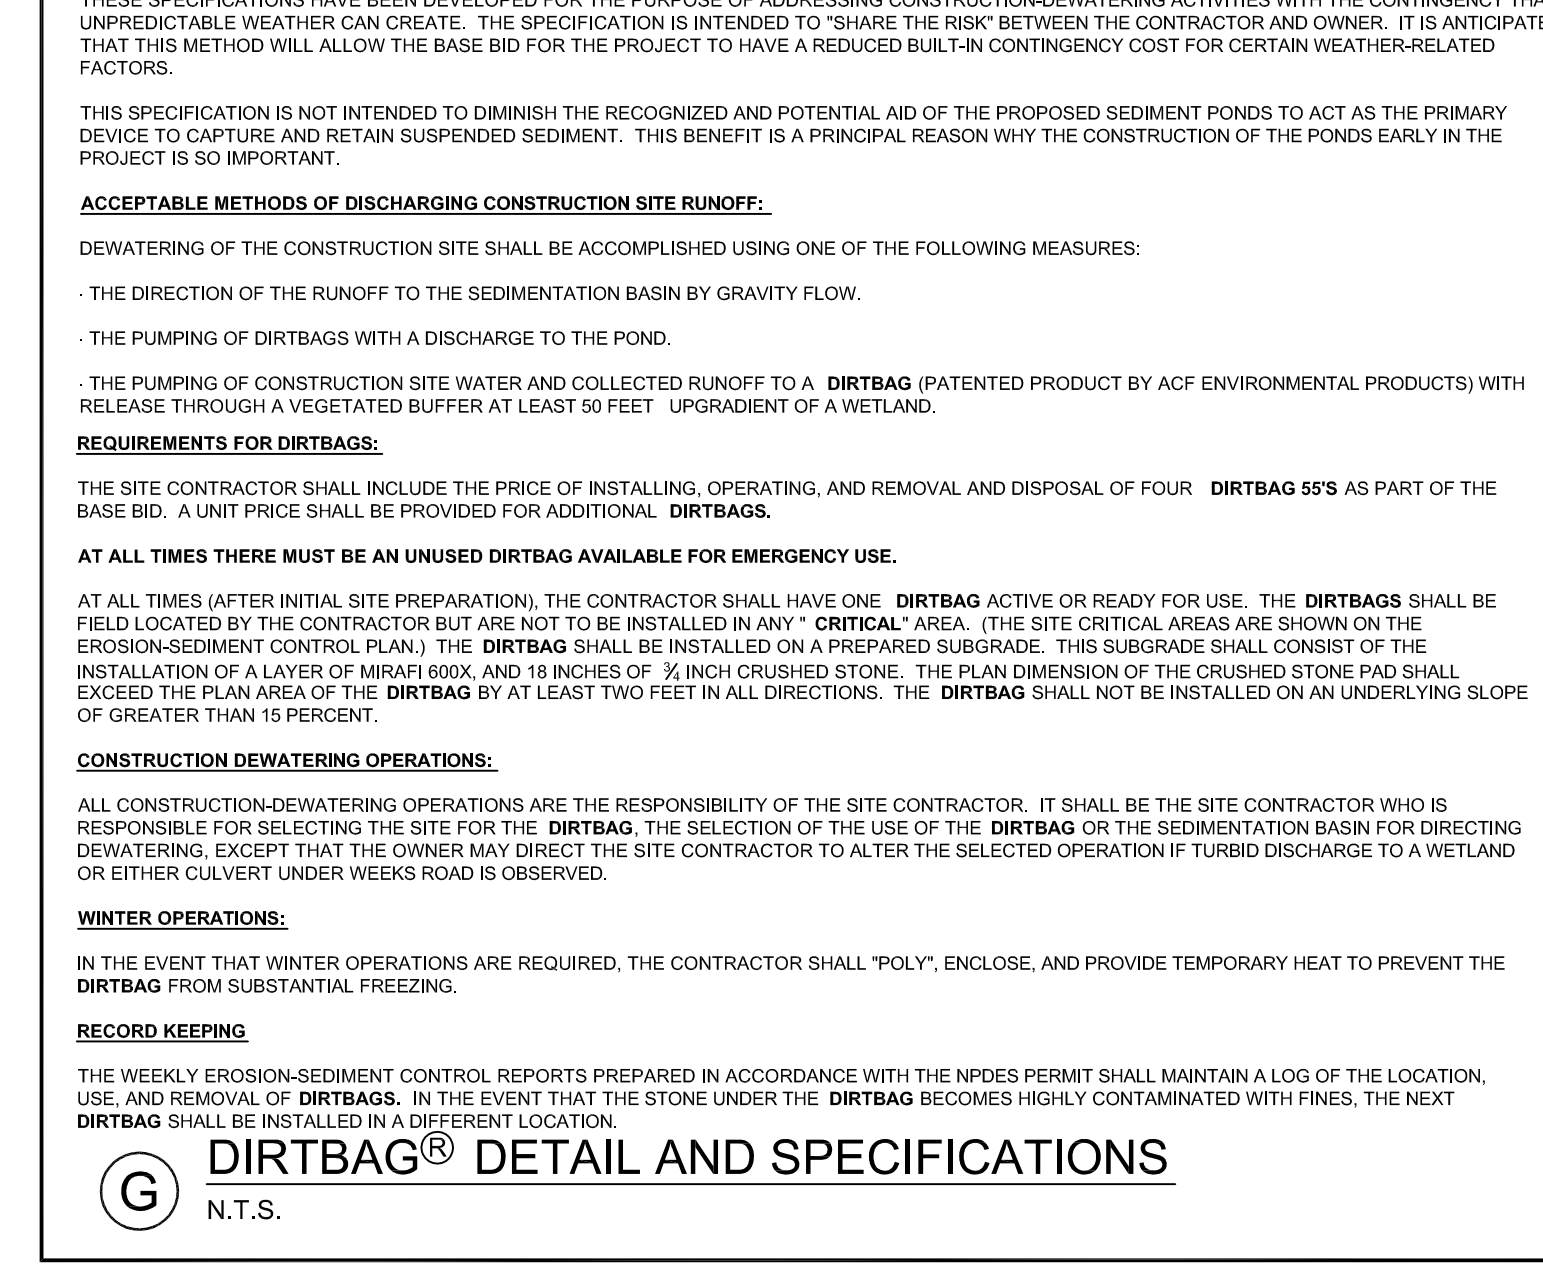 THESE SPECIFICATIONS HAVE BEEN DEVELOPED FOR THE PURPOSE OF ADDRESSING CONSTRUCTION-DEWATERING ACTIVITIES WITH THE CONTINGENCY THA
UNPREDICTABLE WEATHER CAN CREATE. THE SPECIFICATION IS INTENDED TO "SHARE THE RISK" BETWEEN THE CONTRACTOR AND OWNER. IT IS ANTICIPATE
THAT THIS METHOD WILL ALLOW THE BASE BID FOR THE PROJECT TO HAVE A REDUCED BUILT-IN CONTINGENCY COST FOR CERTAIN WEATHER-RELATED
FACTORS.
THIS SPECIFICATION IS NOT INTENDED TO DIMINISH THE RECOGNIZED AND POTENTIAL AID OF THE PROPOSED SEDIMENT PONDS TO ACT AS THE PRIMARY
DEVICE TO CAPTURE AND RETAIN SUSPENDED SEDIMENT. THIS BENEFIT IS A PRINCIPAL REASON WHY THE CONSTRUCTION OF THE PONDS EARLY IN THE
PROJECT IS SO IMPORTANT.
ACCEPTABLE METHODS OF DISCHARGING CONSTRUCTION SITE RUNOFF:
DEWATERING OF THE CONSTRUCTION SITE SHALL BE ACCOMPLISHED USING ONE OF THE FOLLOWING MEASURES:
· THE DIRECTION OF THE RUNOFF TO THE SEDIMENTATION BASIN BY GRAVITY FLOW.
· THE PUMPING OF DIRTBAGS WITH A DISCHARGE TO THE POND.
· THE PUMPING OF CONSTRUCTION SITE WATER AND COLLECTED RUNOFF TO A DIRTBAG (PATENTED PRODUCT BY ACF ENVIRONMENTAL PRODUCTS) WITH
RELEASE THROUGH A VEGETATED BUFFER AT LEAST 50 FEET UPGRADIENT OF A WETLAND.
REQUIREMENTS FOR DIRTBAGS:
THE SITE CONTRACTOR SHALL INCLUDE THE PRICE OF INSTALLING, OPERATING, AND REMOVAL AND DISPOSAL OF FOUR DIRTBAG 55'S AS PART OF THE
BASE BID. A UNIT PRICE SHALL BE PROVIDED FOR ADDITIONAL DIRTBAGS.
AT ALL TIMES THERE MUST BE AN UNUSED DIRTBAG AVAILABLE FOR EMERGENCY USE.
AT ALL TIMES (AFTER INITIAL SITE PREPARATION), THE CONTRACTOR SHALL HAVE ONE DIRTBAG ACTIVE OR READY FOR USE. THE DIRTBAGS SHALL BE
FIELD LOCATED BY THE CONTRACTOR BUT ARE NOT TO BE INSTALLED IN ANY " CRITICAL" AREA. (THE SITE CRITICAL AREAS ARE SHOWN ON THE
EROSION-SEDIMENT CONTROL PLAN.) THE DIRTBAG SHALL BE INSTALLED ON A PREPARED SUBGRADE. THIS SUBGRADE SHALL CONSIST OF THE
INSTALLATION OF A LAYER OF MIRAFI 600X, AND 18 INCHES OF ¾ INCH CRUSHED STONE. THE PLAN DIMENSION OF THE CRUSHED STONE PAD SHALL
EXCEED THE PLAN AREA OF THE DIRTBAG BY AT LEAST TWO FEET IN ALL DIRECTIONS. THE DIRTBAG SHALL NOT BE INSTALLED ON AN UNDERLYING SLOPE
OF GREATER THAN 15 PERCENT.
CONSTRUCTION DEWATERING OPERATIONS:
ALL CONSTRUCTION-DEWATERING OPERATIONS ARE THE RESPONSIBILITY OF THE SITE CONTRACTOR. IT SHALL BE THE SITE CONTRACTOR WHO IS
RESPONSIBLE FOR SELECTING THE SITE FOR THE DIRTBAG, THE SELECTION OF THE USE OF THE DIRTBAG OR THE SEDIMENTATION BASIN FOR DIRECTING
DEWATERING, EXCEPT THAT THE OWNER MAY DIRECT THE SITE CONTRACTOR TO ALTER THE SELECTED OPERATION IF TURBID DISCHARGE TO A WETLAND
OR EITHER CULVERT UNDER WEEKS ROAD IS OBSERVED.
WINTER OPERATIONS:
IN THE EVENT THAT WINTER OPERATIONS ARE REQUIRED, THE CONTRACTOR SHALL "POLY", ENCLOSE, AND PROVIDE TEMPORARY HEAT TO PREVENT THE
DIRTBAG FROM SUBSTANTIAL FREEZING.
RECORD KEEPING
THE WEEKLY EROSION-SEDIMENT CONTROL REPORTS PREPARED IN ACCORDANCE WITH THE NPDES PERMIT SHALL MAINTAIN A LOG OF THE LOCATION,
USE, AND REMOVAL OF DIRTBAGS. IN THE EVENT THAT THE STONE UNDER THE DIRTBAG BECOMES HIGHLY CONTAMINATED WITH FINES, THE NEXT
DIRTBAG SHALL BE INSTALLED IN A DIFFERENT LOCATION.
G DIRTBAG® DETAIL AND SPECIFICATIONS
N.T.S.